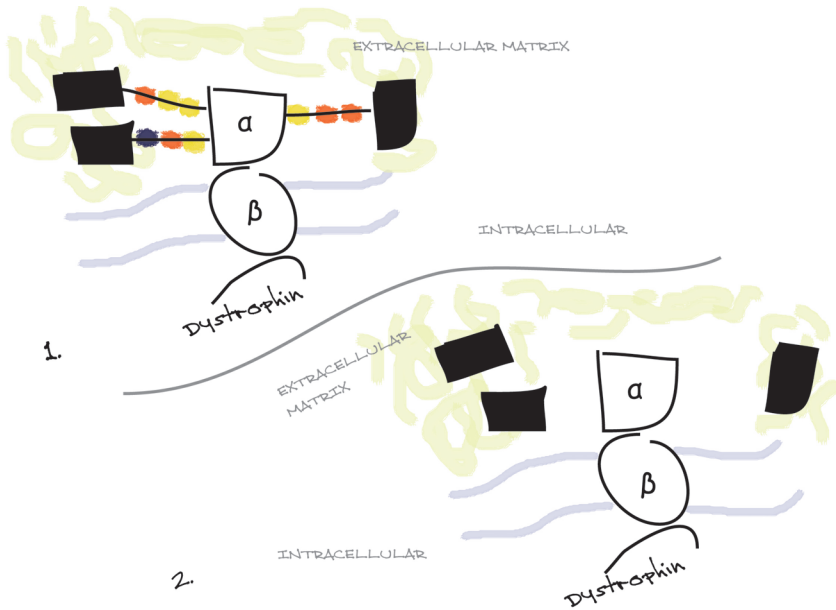 EXTRACELLULAR MATRIX
α
β
INTRACELLULAR
Dystrophin
1.
EXTRACELLULAR
MATRIX
α
β
INTRACELLULAR
Dystrophin
2.